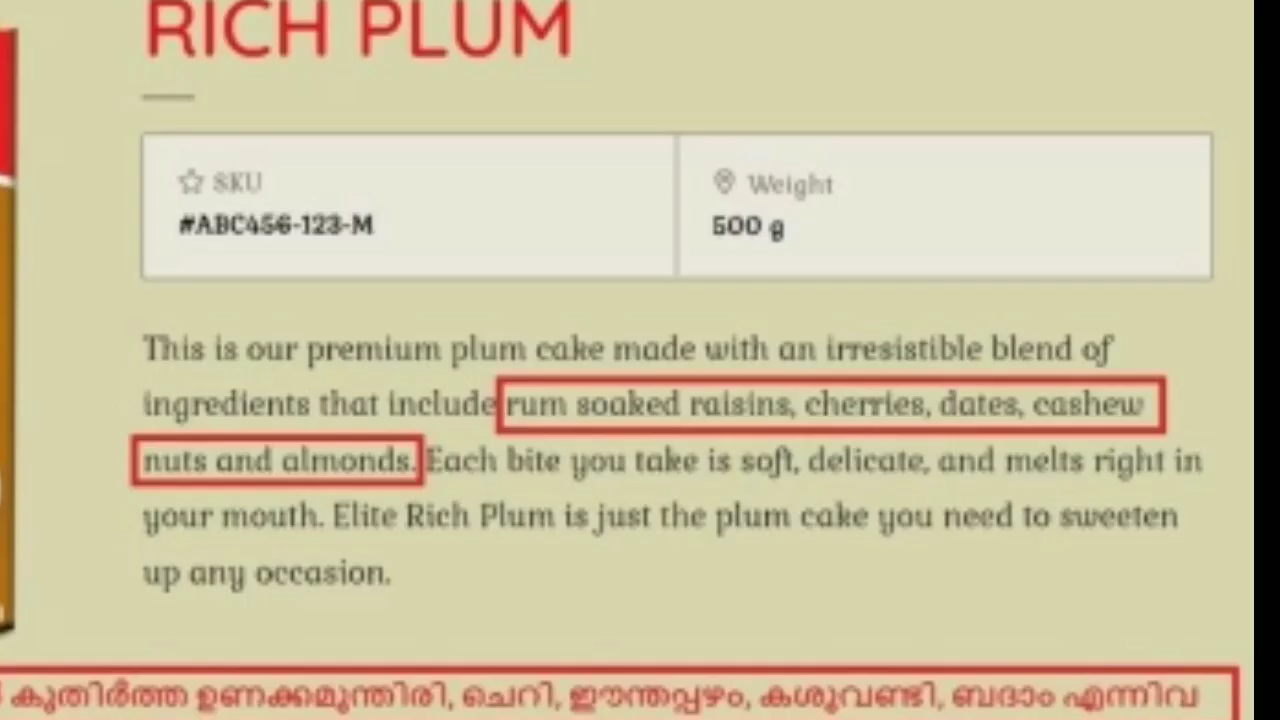 RICH PLUM
SKU
Weight
#ABC456-123-M
500 g
This is our premium plum cake made with an irresistible blend of
ingredients that include rum soaked raisins, cherries, dates, cashew
nuts and almonds. Each bite you take is soft, delicate, and melts right in
your mouth. Elite Rich Plum is just the plum cake you need to sweeten
up any occasion.
കുതിർത്ത ഉണക്കമുന്തിരി, ചെറി, ഈന്തപ്പഴം, കശുവണ്ടി, ബദാം എന്നിവ